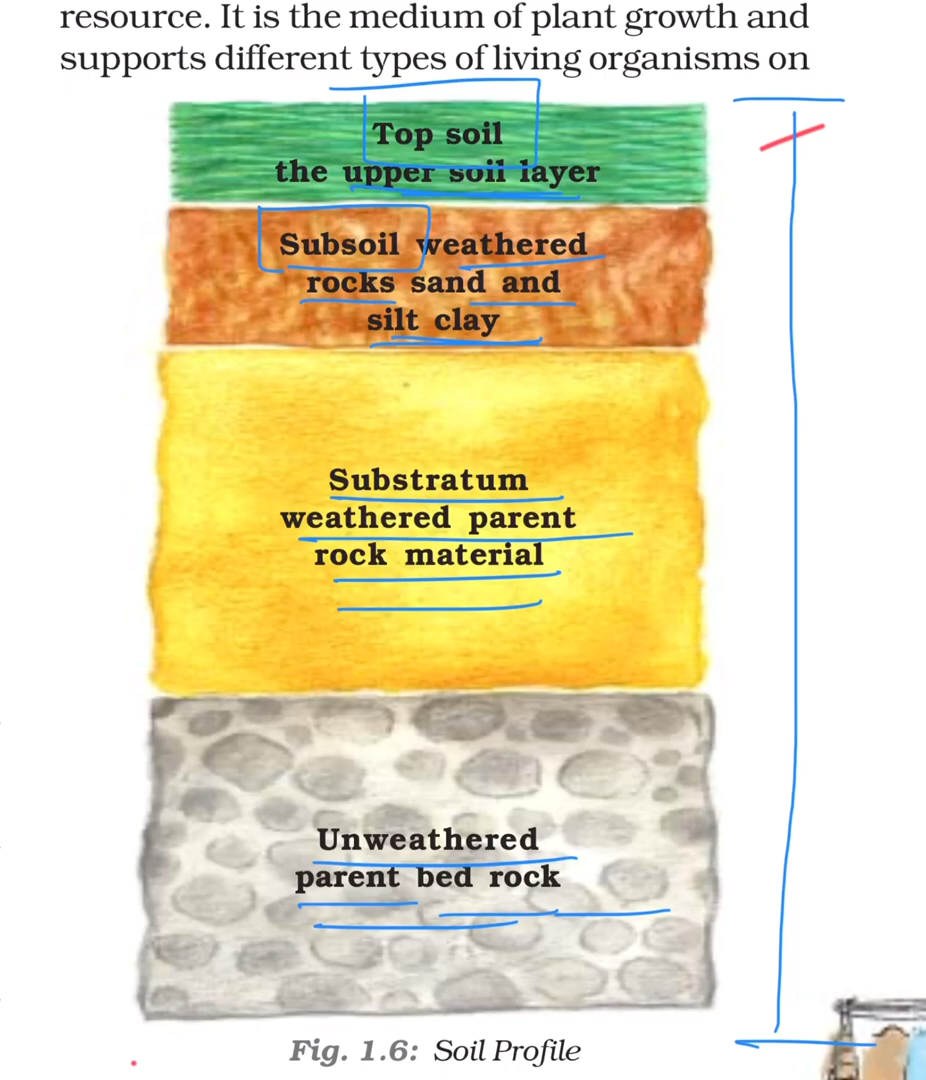 resource. It is the medium of plant growth and
supports different types of living organisms on
Top soil
the upper soil layer
Subsoil weathered
rocks sand and
silt clay
Substratum
weathered parent
rock material
Unweathered
parent bed rock
Fig. 1.6: Soil Profile